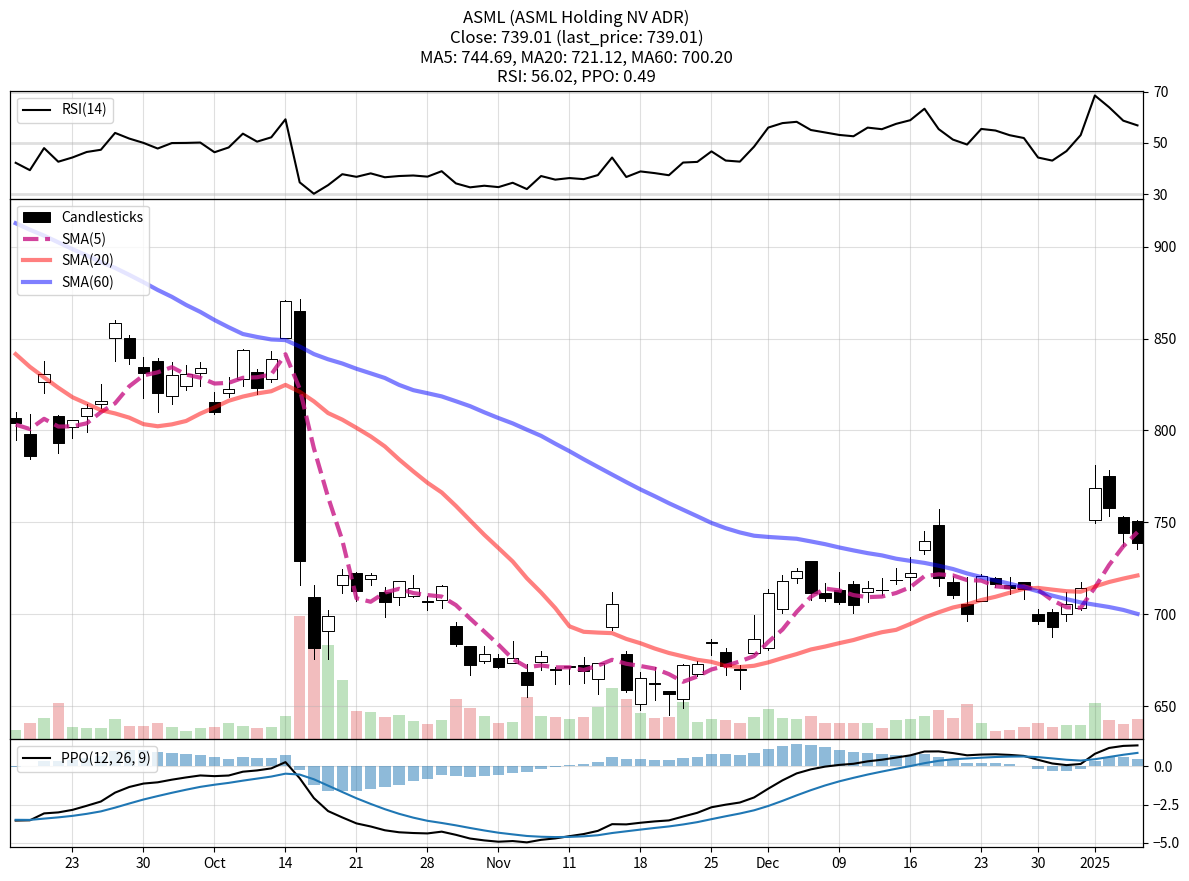 ASML (ASML Holding NV ADR)
Close: 739.01 (last_price: 739.01)
MA5: 744.69, MA20: 721.12, MA60: 700.20
RSI: 56.02, PPO: 0.49
RSI(14)
70
50
30
Candlesticks
SMA(5)
SMA(20)
SMA(60)
900
850
800
750
700
650
PPO(12, 26, 9)
0.0
−2.5
−5.0
23
30
Oct
14
21
28
Nov
11
18
25
Dec
09
16
23
30
2025